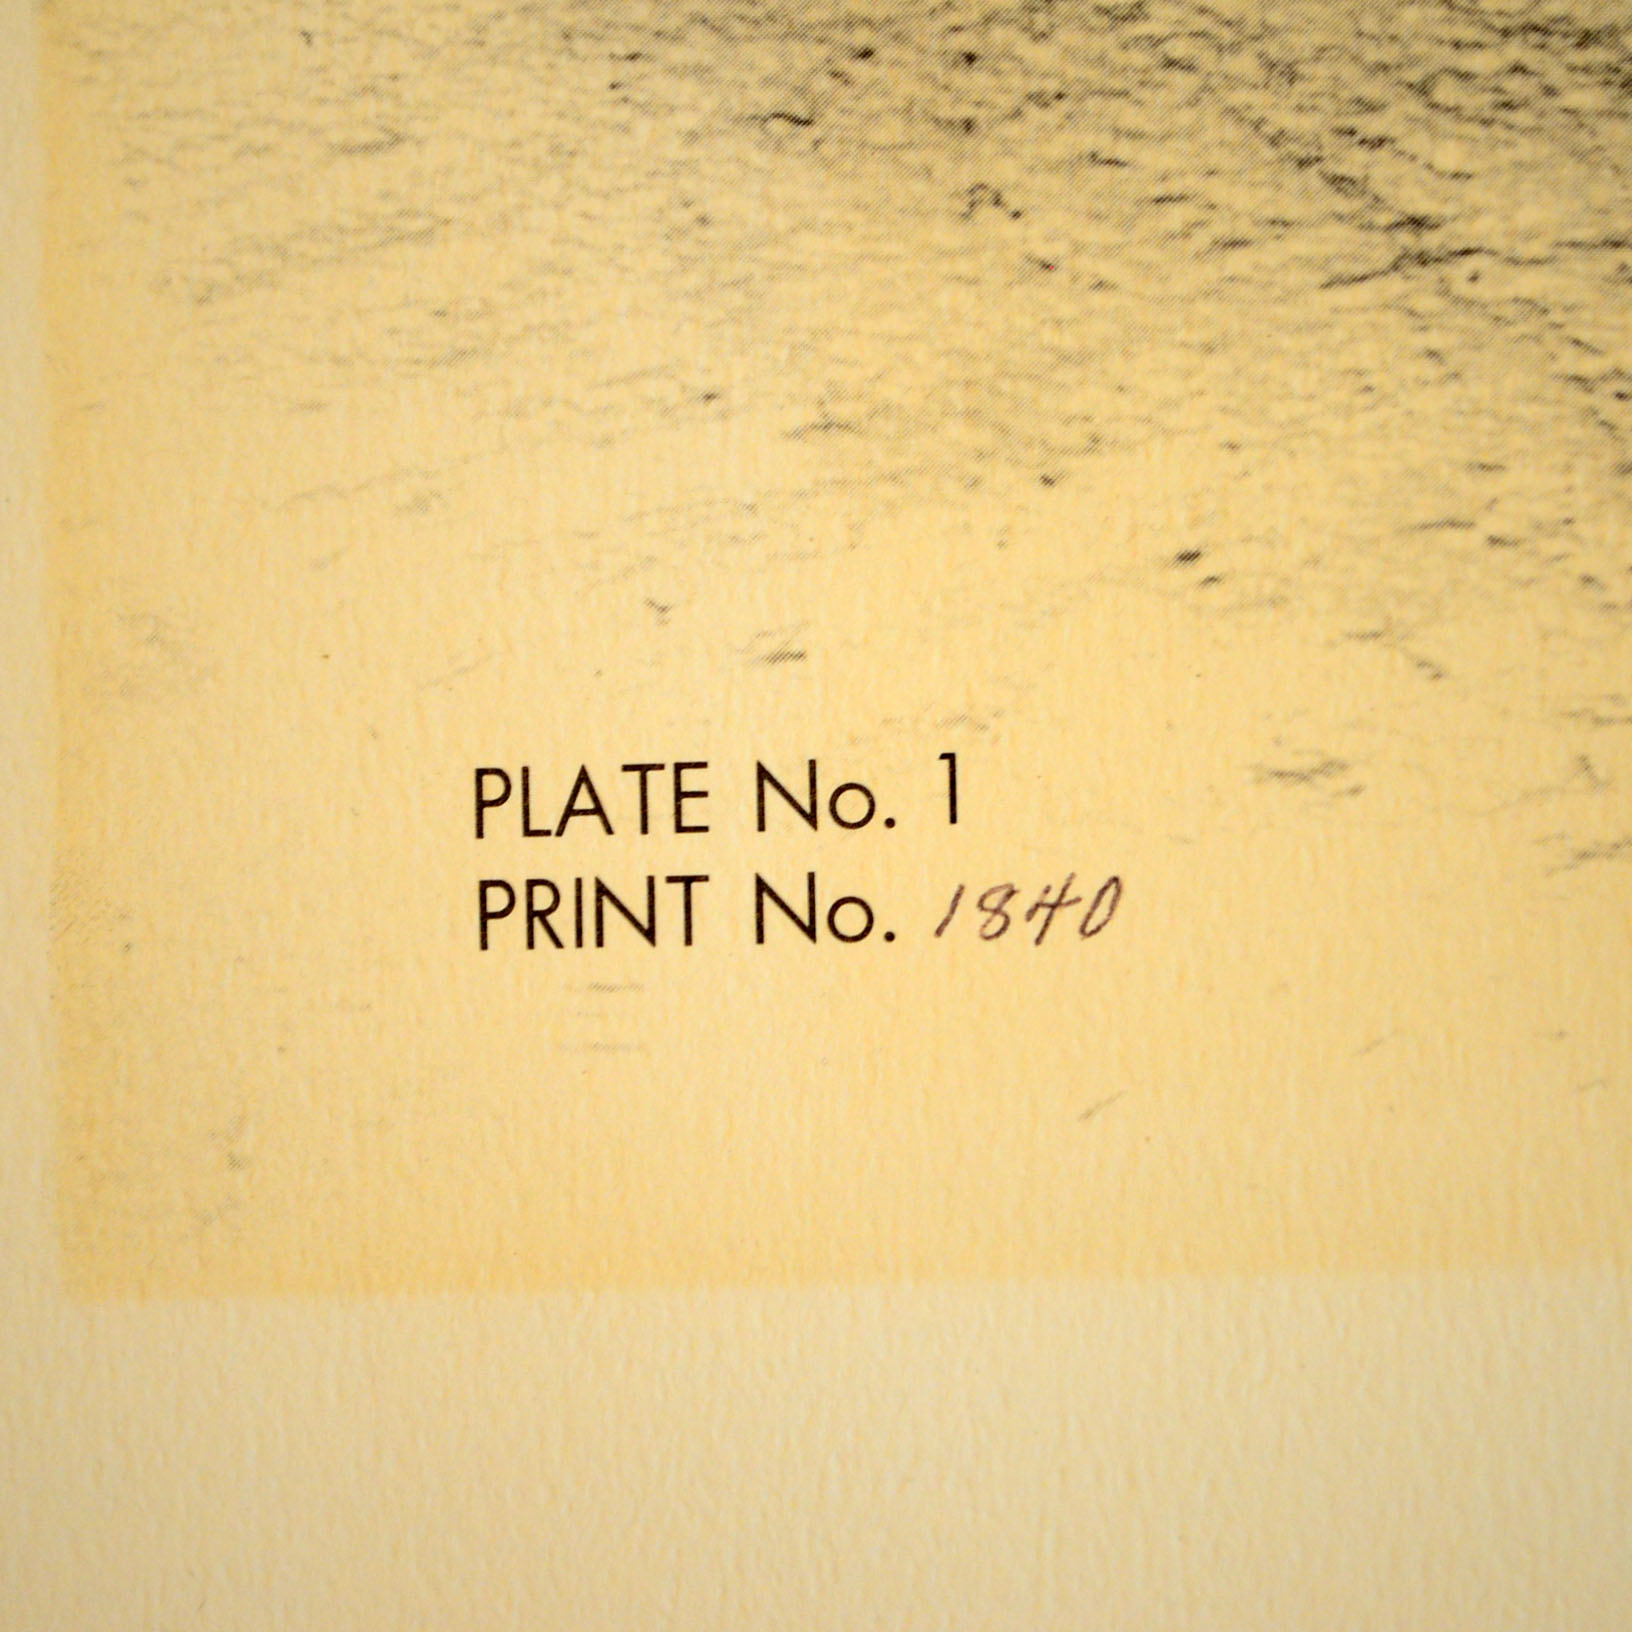 PLATE No. 1
PRINT No. 1840